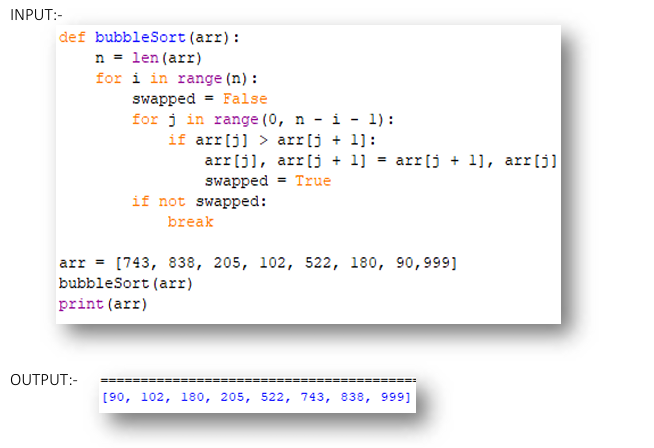 INPUT:-
def bubbleSort(arr):
    n = len(arr)
    for i in range(n):
        swapped = False
        for j in range(0, n - i - 1):
            if arr[j] > arr[j + 1]:
                arr[j], arr[j + 1] = arr[j + 1], arr[j]
                swapped = True
        if not swapped:
            break
arr = [743, 838, 205, 102, 522, 180, 90,999]
bubbleSort(arr)
print(arr)
OUTPUT:-
========================================
[90, 102, 180, 205, 522, 743, 838, 999]